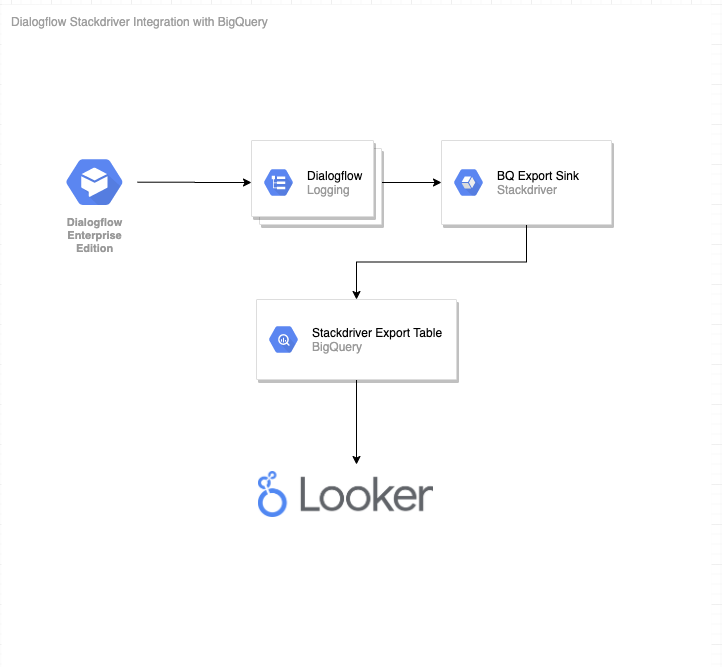 Dialogflow Stackdriver Integration with BigQuery
Dialogflow
Enterprise
Edition
Dialogflow
Logging
BQ Export Sink
Stackdriver
Stackdriver Export Table
BigQuery
Looker